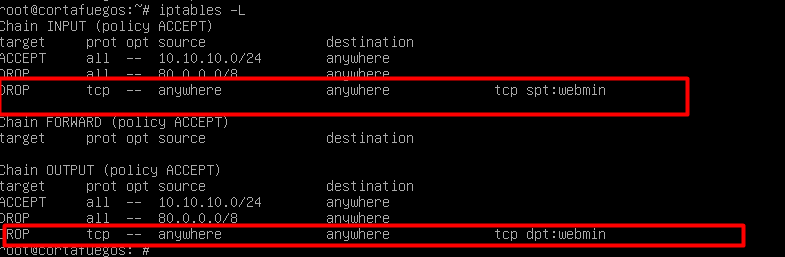 root@cortafuegos:~# iptables -L
Chain INPUT (policy ACCEPT)
target prot opt source destination
ACCEPT all -- 10.10.10.0/24 anywhere
DROP all -- 80.0.0.0/8 anywhere
DROP tcp -- anywhere anywhere tcp spt:webmin
Chain FORWARD (policy ACCEPT)
target prot opt source destination
Chain OUTPUT (policy ACCEPT)
target prot opt source destination
ACCEPT all -- 10.10.10.0/24 anywhere
DROP all -- 80.0.0.0/8 anywhere
DROP tcp -- anywhere anywhere tcp dpt:webmin
root@cortafuegos: #